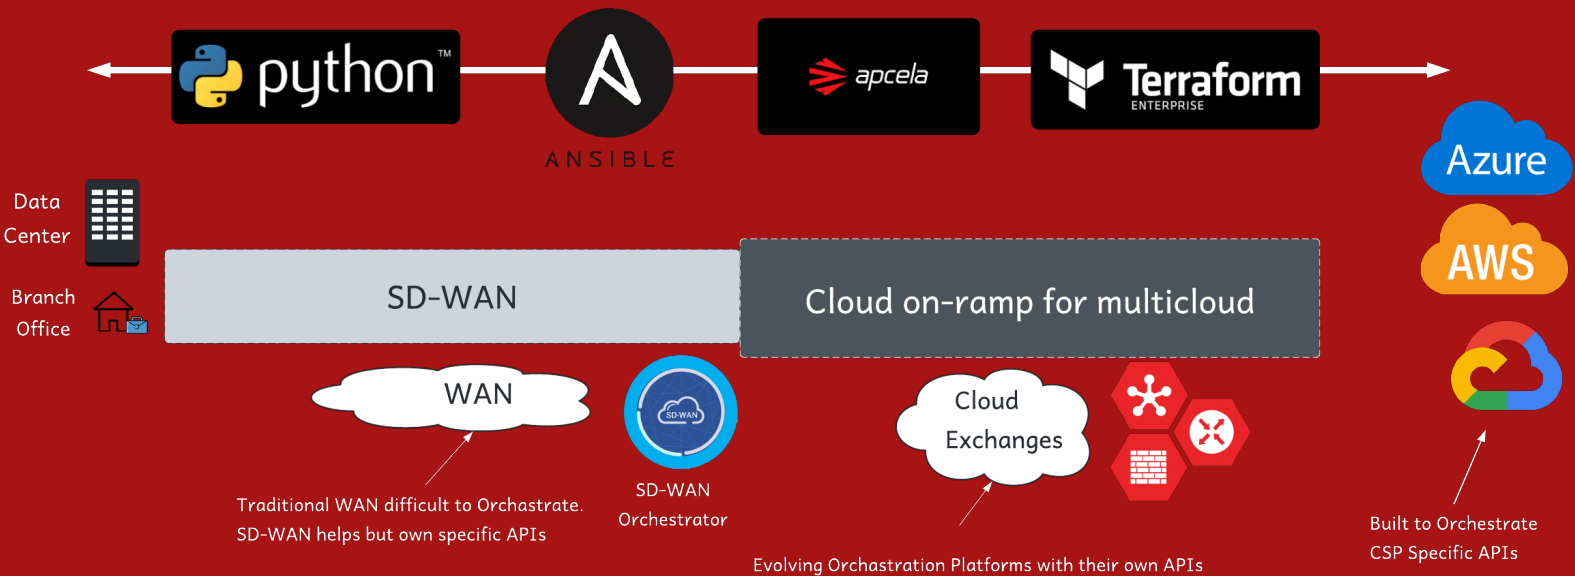 python™
ANSIBLE
apcela
Terraform
ENTERPRISE
Azure
AWS
Data
Center
Branch
Office
SD-WAN
Cloud on-ramp for multicloud
WAN
SD-WAN
SD-WAN
Orchestrator
Cloud
Exchanges
Traditional WAN difficult to Orchastrate.
SD-WAN helps but own specific APIs
Evolving Orchastration Platforms with their own APIs
Built to Orchestrate
CSP Specific APIs